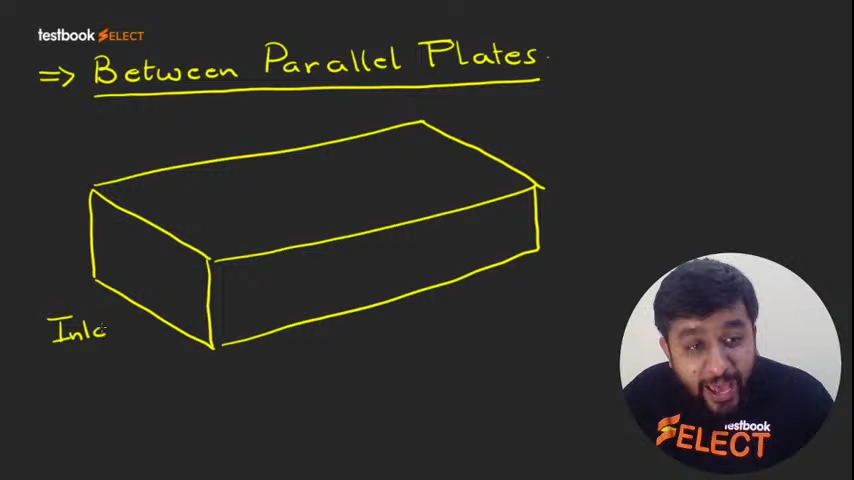 testbook SELECT
=> Between Parallel Plates
Inle
testbook
SELECT